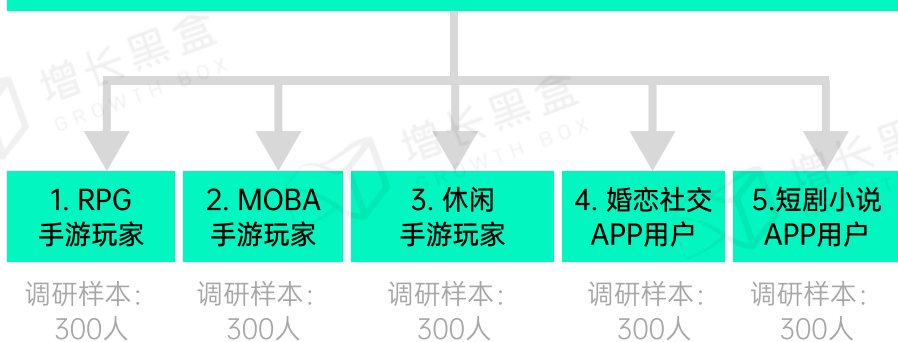 增长黑盒
GROWTH BOX
增长黑盒
GROWTH BOX
增长黑
1. RPG
手游玩家
2. MOBA
手游玩家
3. 休闲
手游玩家
4. 婚恋社交
APP用户
5.短剧小说
APP用户
调研样本：
300人
调研样本：
300人
调研样本：
300人
调研样本：
300人
调研样本：
300人